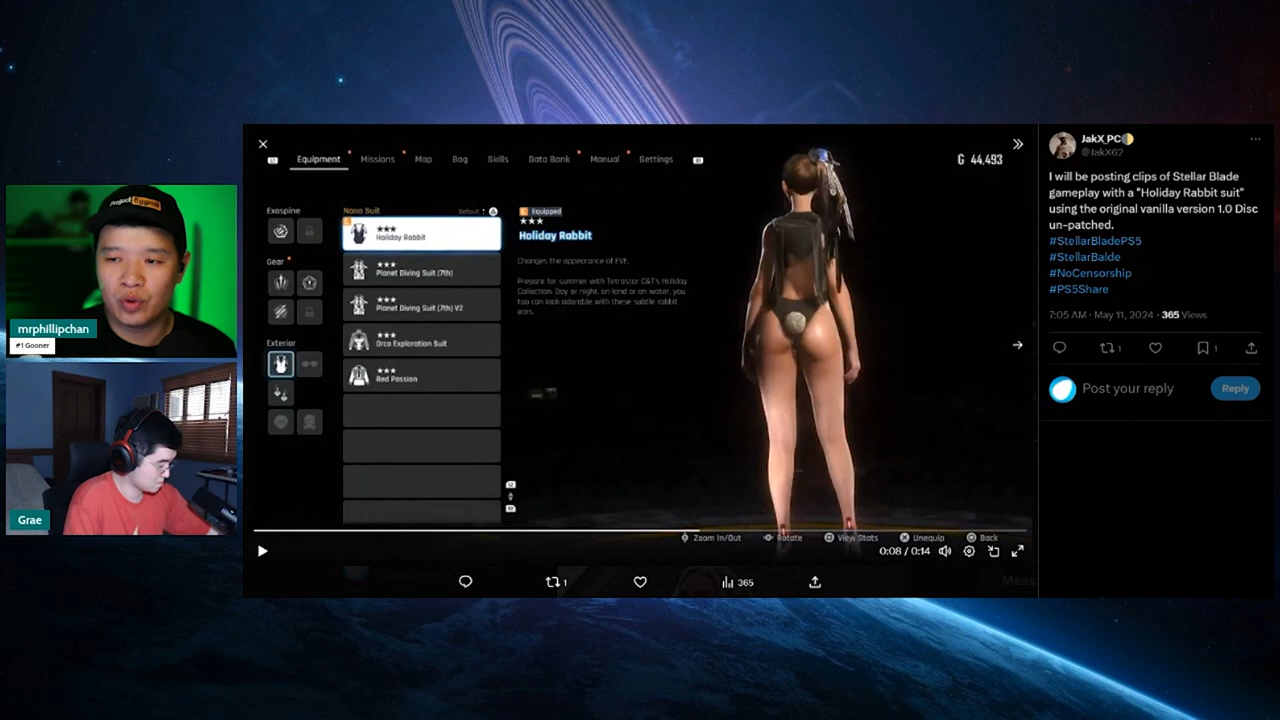 Project Eggroll
mrphillipchan
#1 Gooner
Grae
Equipment Missions Map Bag Skills Data Bank Manual Settings
G 44,493
Exospine
Gear
Exterior
Nano Suit Default
Holiday Rabbit
Planet Diving Suit (7th)
Planet Diving Suit (7th) V2
Orca Exploration Suit
Red Passion
Equipped
Holiday Rabbit
Changes the appearance of EVE.
Prepare for summer with Tetrastar C&T's Holiday
Collection. Day or night, on land or on water, you
too can look adorable with these subtle rabbit
ears.
Zoom In/Out Rotate View Stats Unequip Back
0:08 / 0:14
1 365
JakX_PC
@JakX62
I will be posting clips of Stellar Blade
gameplay with a "Holiday Rabbit suit"
using the original vanilla version 1.0 Disc
un-patched.
#StellarBladePS5
#StellarBalde
#NoCensorship
#PS5Share
7:05 AM · May 11, 2024 · 365 Views
1 1
Post your reply Reply